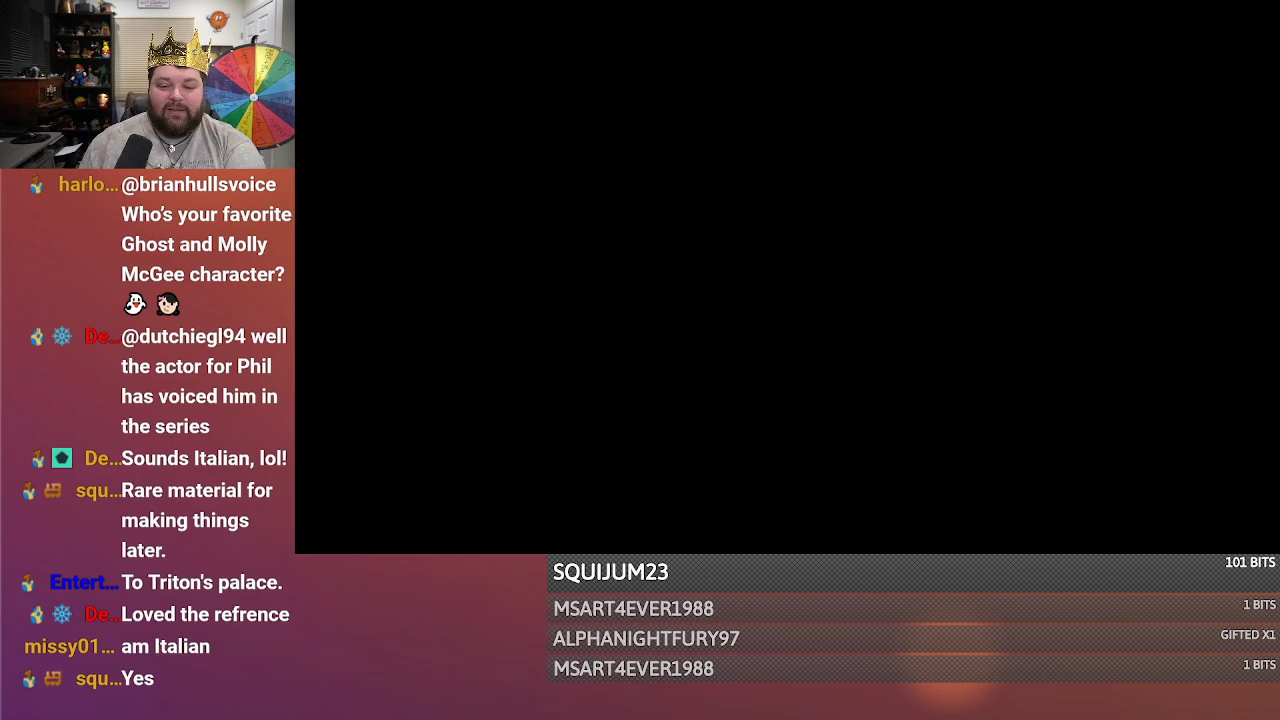 harlo... @brianhullsvoice
Who's your favorite
Ghost and Molly
McGee character?
De... @dutchiegl94 well
the actor for Phil
has voiced him in
the series
De... Sounds Italian, lol!
squ... Rare material for
making things
later.
Entert... To Triton's palace.
De... Loved the refrence
missy01... am Italian
squ... Yes
SQUIJUM23 101 BITS
MSART4EVER1988 1 BITS
ALPHANIGHTFURY97 GIFTED X1
MSART4EVER1988 1 BITS